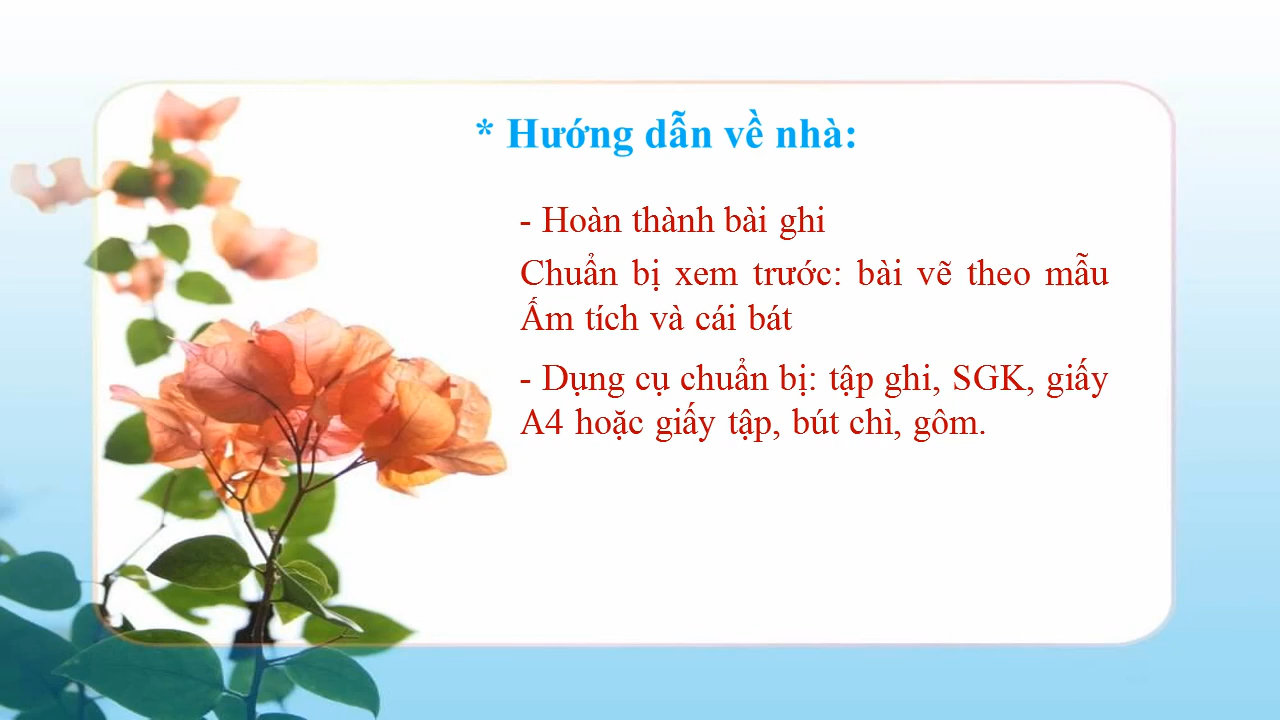 * Hướng dẫn về nhà:
- Hoàn thành bài ghi
Chuẩn bị xem trước: bài vẽ theo mẫu
Ấm tích và cái bát
- Dụng cụ chuẩn bị: tập ghi, SGK, giấy
A4 hoặc giấy tập, bút chì, gôm.